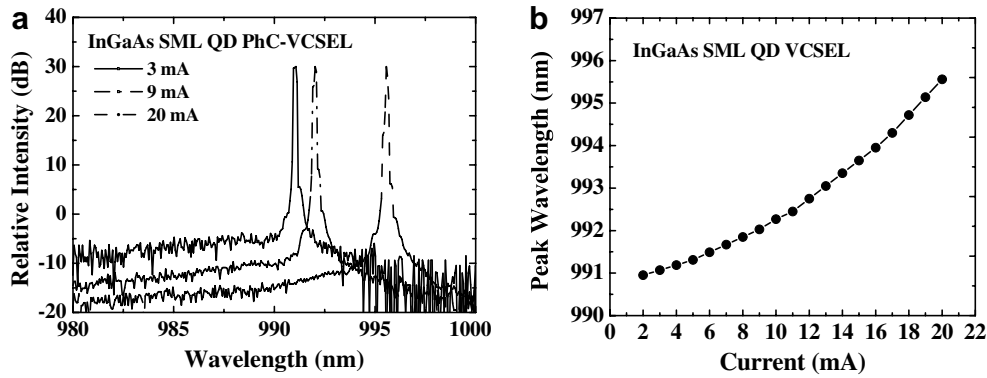 a
InGaAs SML QD PhC-VCSEL
3 mA
9 mA
20 mA
40
30
20
10
0
-10
-20
Relative Intensity (dB)
980
985
990
995
1000
Wavelength (nm)
b
InGaAs SML QD VCSEL
997
996
995
994
993
992
991
990
Peak Wavelength (nm)
0 2 4 6 8 10 12 14 16 18 20 22
Current (mA)